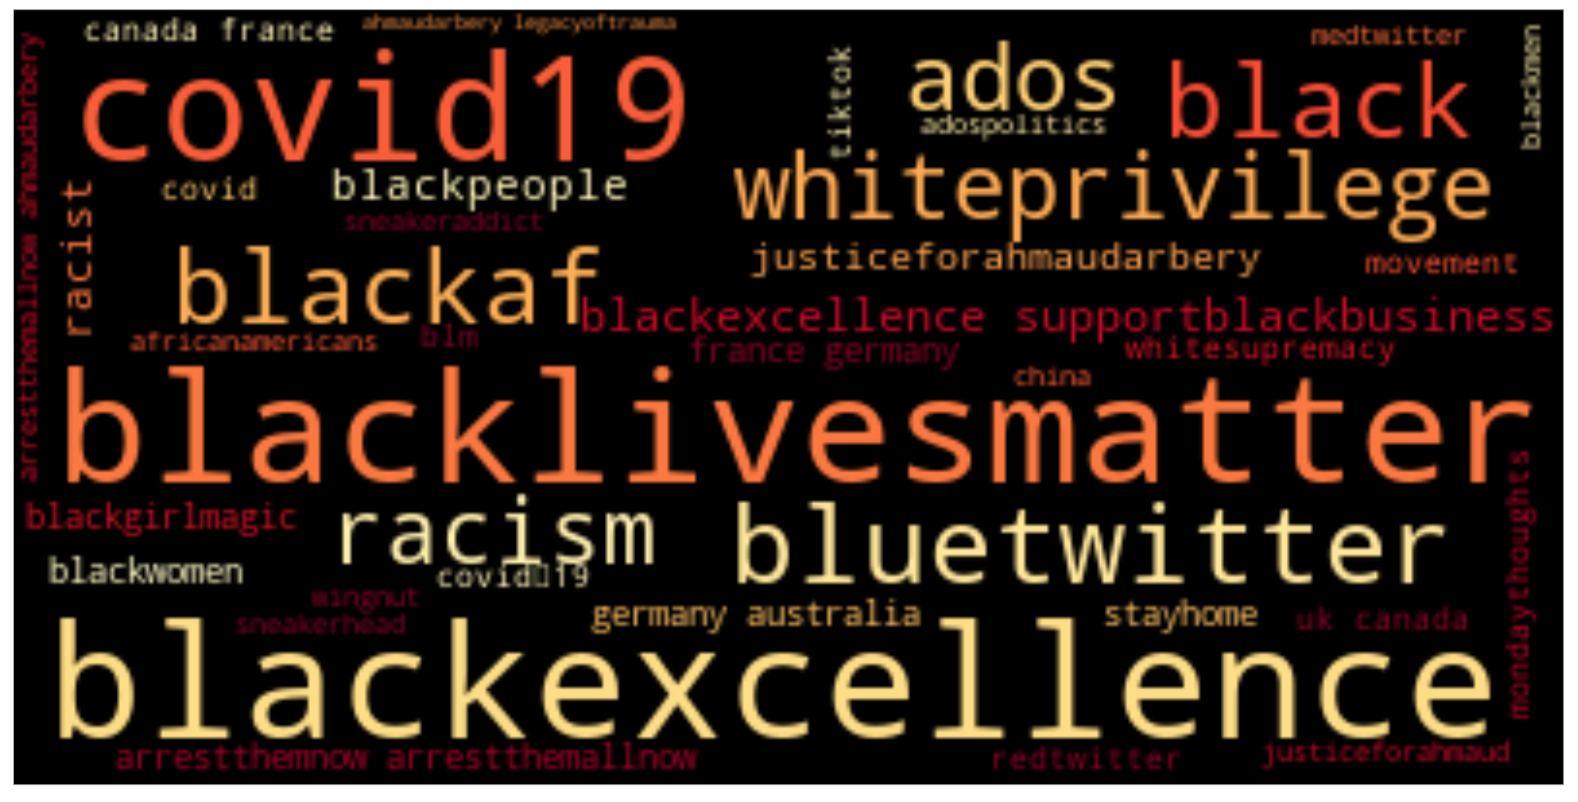 canada france
ahmaudarbery legacyoftrauma
medtwitter
covid19
tiktok
ados
adospolitics
black
blackmen
arrestthemallnow ahmaudarbery
racist
covid
blackpeople
sneakeraddict
whiteprivilege
justiceforahmaudarbery
movement
blackaf
blackexcellence supportblackbusiness
africanamericans
blm
france germany
whitesupremacy
china
blacklivesmatter
blackgirlmagic
racism
bluetwitter
mondaythoughts
blackwomen
covid▯19
wingnut
sneakerhead
germany australia
stayhome
uk canada
blackexcellence
arrestthemnow arrestthemallnow
redtwitter
justiceforahmaud